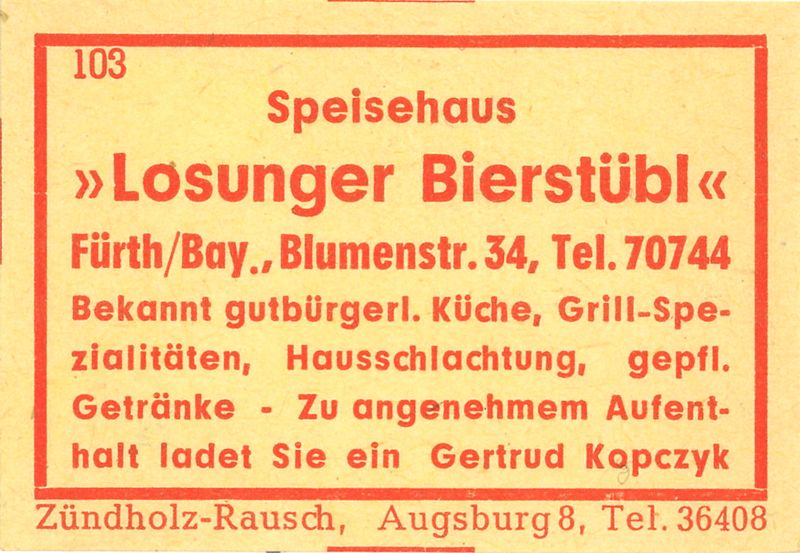 103
Speisehaus
»Losunger Bierstübl«
Fürth/Bay., Blumenstr. 34, Tel. 70744
Bekannt gutbürgerl. Küche, Grill-Spe-
zialitäten, Hausschlachtung, gepfl.
Getränke - Zu angenehmem Aufent-
halt ladet Sie ein Gertrud Kopczyk
Zündholz-Rausch, Augsburg 8, Tel. 36408